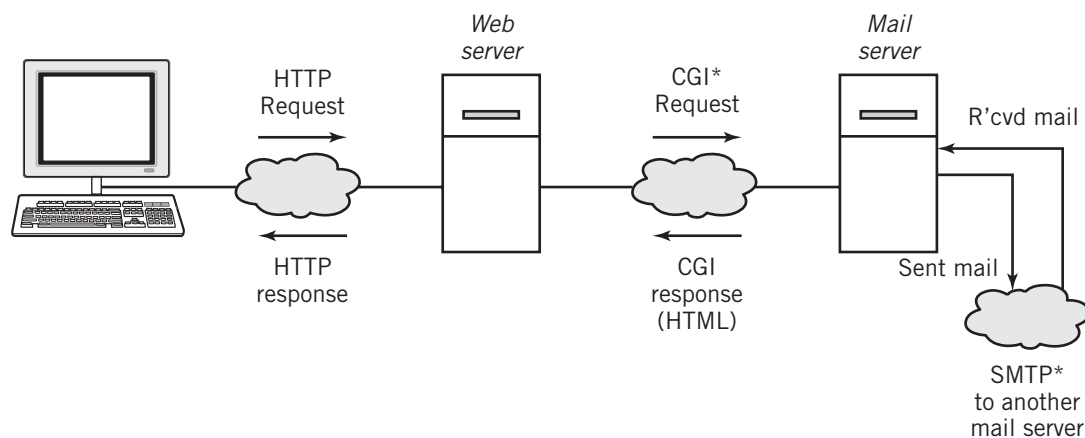 Web
server
Mail
server
HTTP
Request
CGI*
Request
R'cvd mail
HTTP
response
CGI
response
(HTML)
Sent mail
SMTP*
to another
mail server